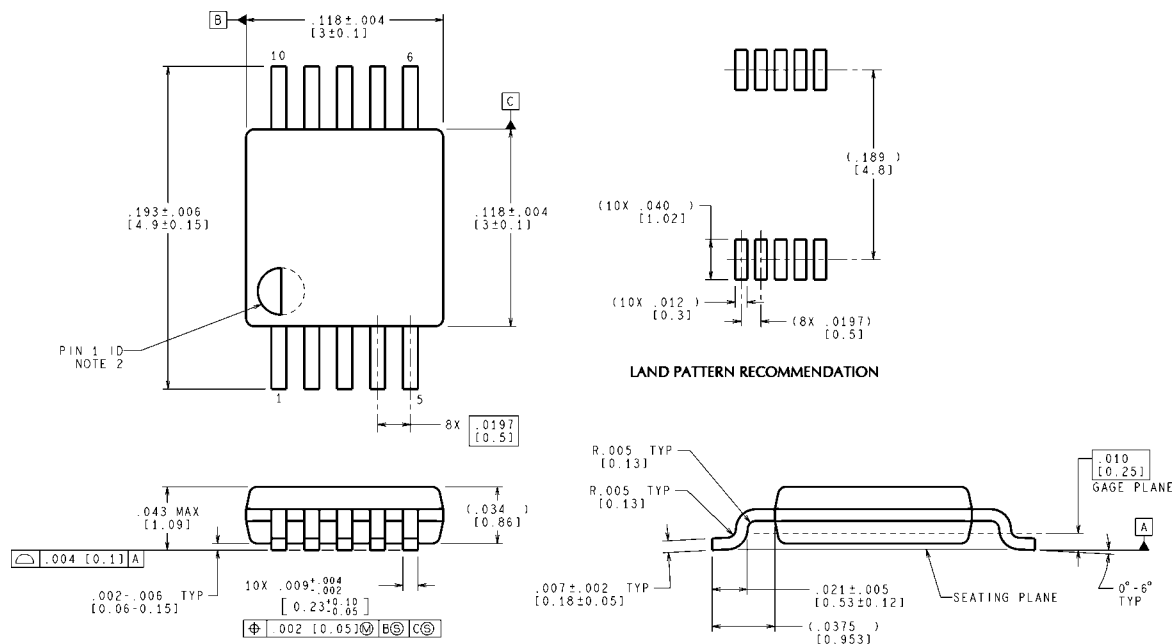 B
.118±.004
[3±0.1]
10
6
C
.193±.006
[4.9±0.15]
.118±.004
[3±0.1]
PIN 1 ID
NOTE 2
1
5
8X .0197
[0.5]
(.189 )
[4.8]
(10X .040 )
[1.02]
(10X .012 )
[0.3]
(8X .0197)
[0.5]
LAND PATTERN RECOMMENDATION
.043 MAX
[1.09]
(.034 )
[0.86]
⌓ .004 [0.1] A
.002-.006 TYP
[0.06-0.15]
10X .009 +.004 -.002
[ 0.23 +0.10 -0.05 ]
⌖ .002 [0.05] Ⓜ BⓈ CⓈ
R.005 TYP
[0.13]
R.005 TYP
[0.13]
.010
[0.25]
GAGE PLANE
A
.007±.002
[0.18±0.05]
.021±.005
[0.53±0.12]
(.0375 )
[0.953]
SEATING PLANE
0°-6°
TYP